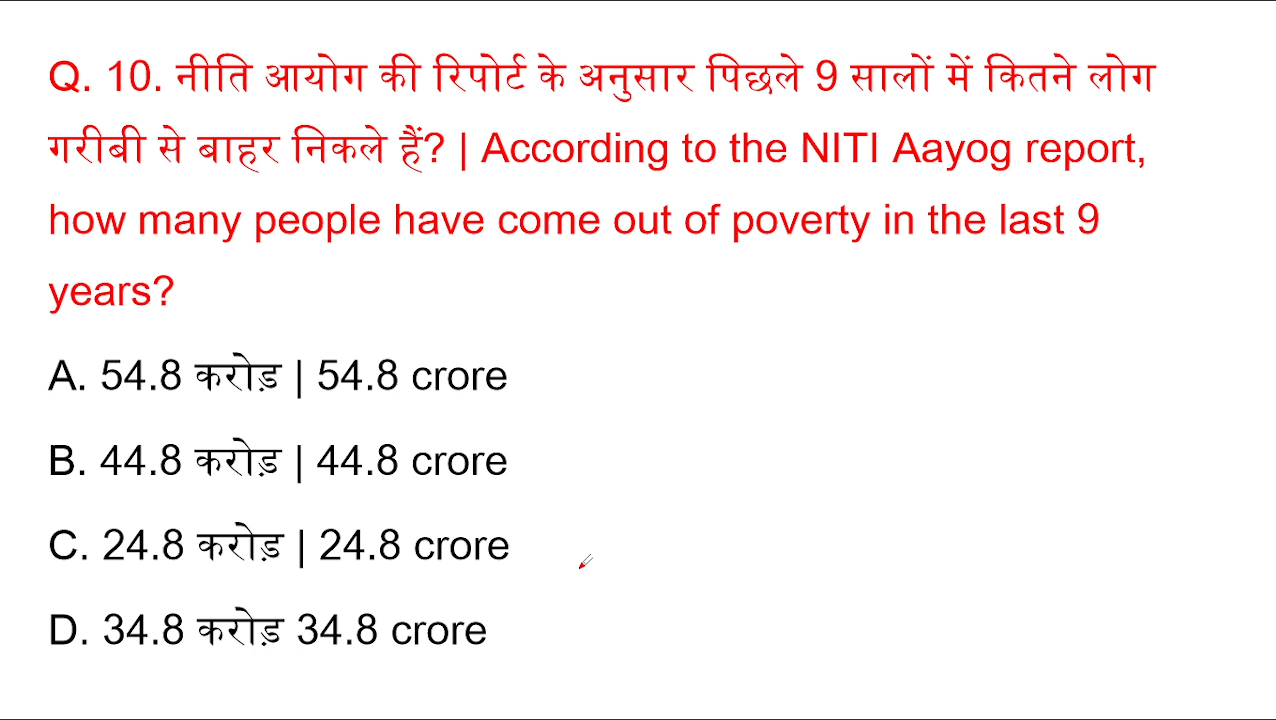 Q. 10. नीति आयोग की रिपोर्ट के अनुसार पिछले 9 सालों में कितने लोग
गरीबी से बाहर निकले हैं? | According to the NITI Aayog report,
how many people have come out of poverty in the last 9
years?
A. 54.8 करोड़ | 54.8 crore
B. 44.8 करोड़ | 44.8 crore
C. 24.8 करोड़ | 24.8 crore
D. 34.8 करोड़ 34.8 crore